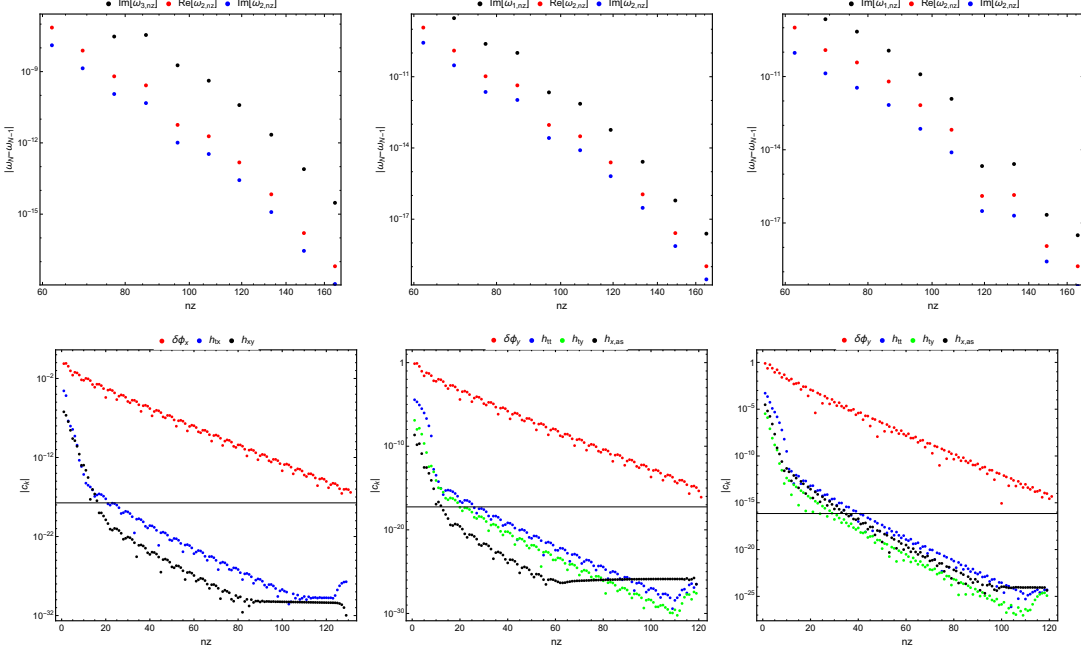 Im[ω3,nz] Re[ω2,nz] Im[ω2,nz]
10^-9
10^-12
10^-15
|ωN-ωN-1|
60 80 100 120 140 160
nz
Im[ω1,nz] Re[ω2,nz] Im[ω2,nz]
10^-11
10^-14
10^-17
|ωN-ωN-1|
60 80 100 120 140 160
nz
Im[ω1,nz] Re[ω2,nz] Im[ω2,nz]
10^-11
10^-14
10^-17
|ωN-ωN-1|
60 80 100 120 140 160
nz
δϕx htx hxy
10^-2
10^-12
10^-22
10^-32
|ck|
0 20 40 60 80 100 120
nz
δϕy htt hty hx,as
1
10^-10
10^-20
10^-30
|ck|
0 20 40 60 80 100 120
nz
δϕy htt hty hx,as
1
10^-5
10^-10
10^-15
10^-20
10^-25
|ck|
0 20 40 60 80 100 120
nz